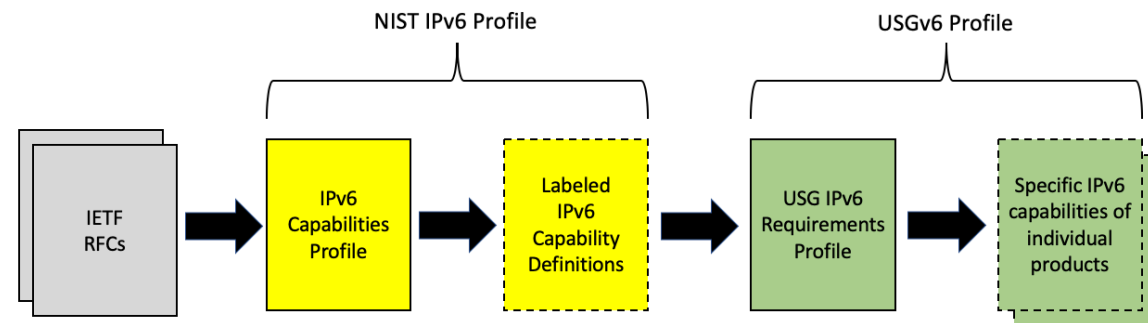 NIST IPv6 Profile
USGv6 Profile
IETF
RFCs
IPv6
Capabilities
Profile
Labeled
IPv6
Capability
Definitions
USG IPv6
Requirements
Profile
Specific IPv6
capabilities of
individual
products